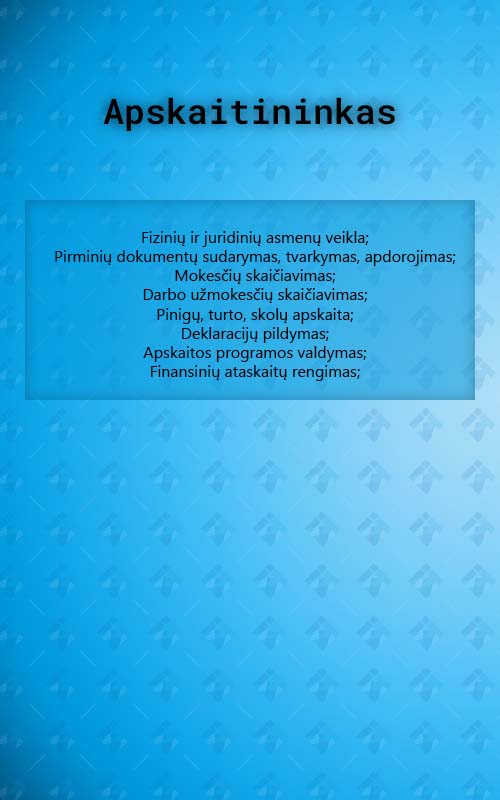 Apskaitininkas
Fizinių ir juridinių asmenų veikla;
Pirminių dokumentų sudarymas, tvarkymas, apdorojimas;
Mokesčių skaičiavimas;
Darbo užmokesčių skaičiavimas;
Pinigų, turto, skolų apskaita;
Deklaracijų pildymas;
Apskaitos programos valdymas;
Finansinių ataskaitų rengimas;